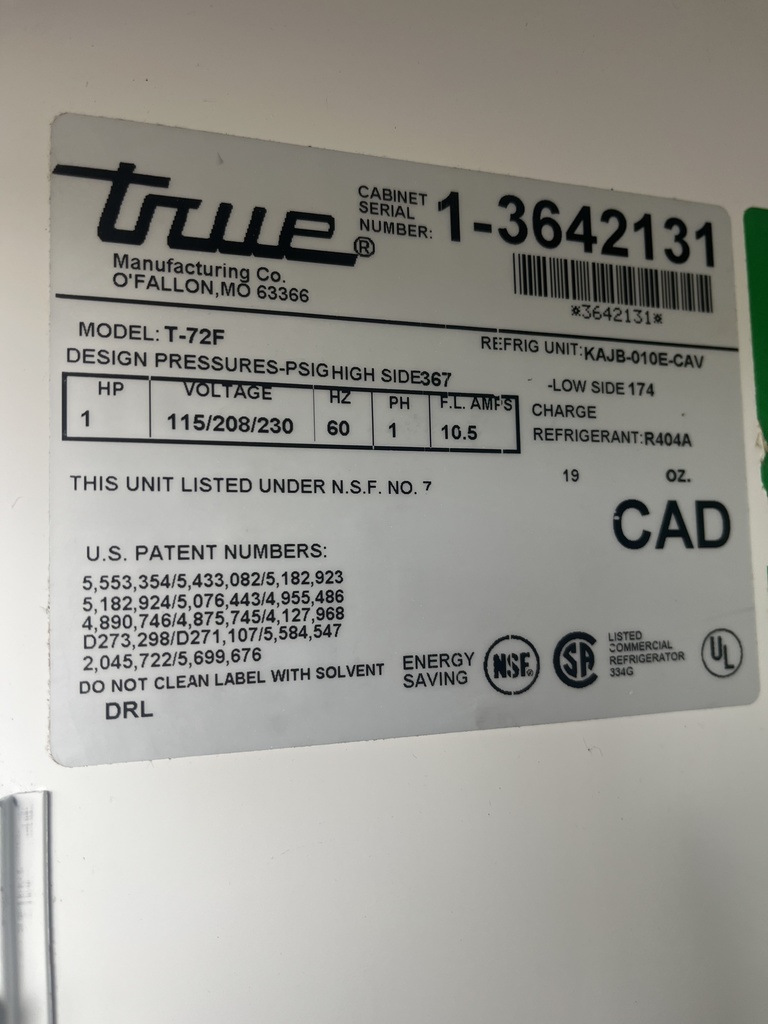 true®
Manufacturing Co.
O'FALLON,MO 63366
CABINET
SERIAL
NUMBER: 1-3642131
*3642131*
MODEL: T-72F
REFRIG UNIT:KAJB-010E-CAV
DESIGN PRESSURES-PSIG HIGH SIDE367
-LOW SIDE 174
HP VOLTAGE HZ PH F.L. AMPS
1 115/208/230 60 1 10.5
CHARGE
REFRIGERANT:R404A
19 OZ.
THIS UNIT LISTED UNDER N.S.F. NO. 7
CAD
U.S. PATENT NUMBERS:
5,553,354/5,433,082/5,182,923
5,182,924/5,076,443/4,955,486
4,890,746/4,875,745/4,127,968
D273,298/D271,107/5,584,547
2,045,722/5,699,676
DO NOT CLEAN LABEL WITH SOLVENT
DRL
ENERGY
SAVING
NSF®
SA
LISTED
COMMERCIAL
REFRIGERATOR
334G
UL